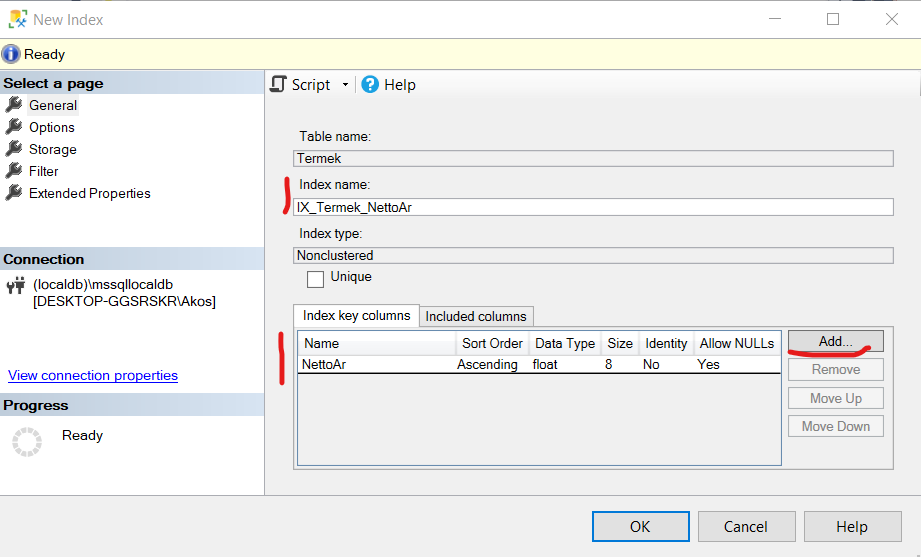 New Index
Ready
Select a page
General
Options
Storage
Filter
Extended Properties
Connection
(localdb)\mssqllocaldb
[DESKTOP-GGSRSKR\Akos]
View connection properties
Progress
Ready
Script Help
Table name:
Termek
Index name:
IX_Termek_NettoAr
Index type:
Nonclustered
Unique
Index key columns Included columns
Name Sort Order Data Type Size Identity Allow NULLs
NettoAr Ascending float 8 No Yes
Add...
Remove
Move Up
Move Down
OK Cancel Help